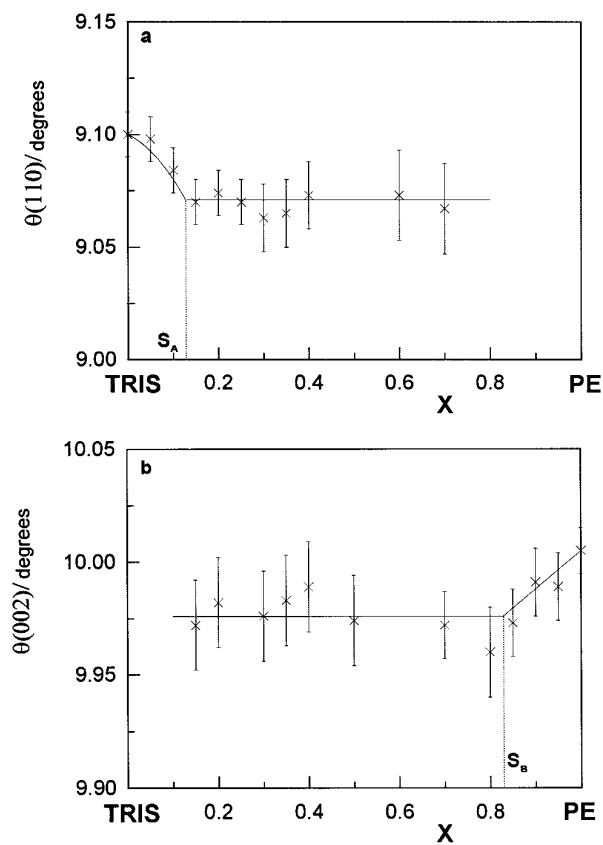 9.15
a
9.10
θ(110)/ degrees
9.05
S_A
9.00
TRIS 0.2 0.4 0.6 0.8 PE
X
10.05
b
10.00
θ(002)/ degrees
9.95
S_B
9.90
TRIS 0.2 0.4 0.6 0.8 PE
X